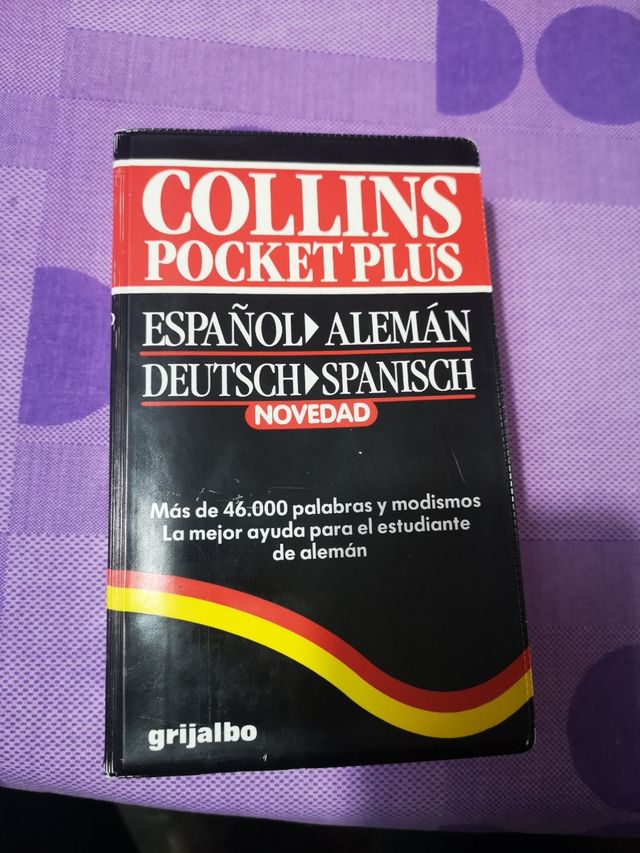 COLLINS
POCKET PLUS
ESPAÑOL▶ALEMÁN
DEUTSCH▶SPANISCH
NOVEDAD
Más de 46.000 palabras y modismos
La mejor ayuda para el estudiante
de alemán
grijalbo